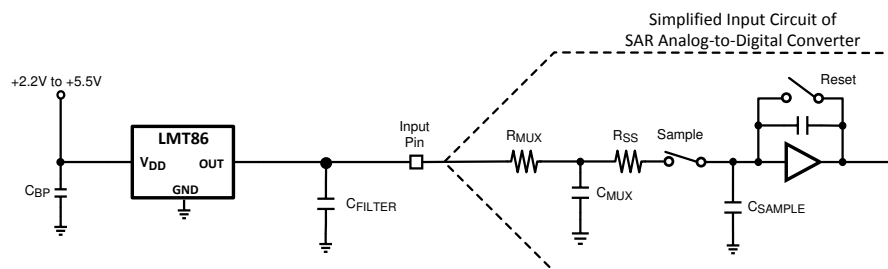 Simplified Input Circuit of
SAR Analog-to-Digital Converter
+2.2V to +5.5V
Reset
LMT86
Input
Pin
RMUX
RSS
Sample
VDD
OUT
GND
CBP
CFILTER
CMUX
CSAMPLE